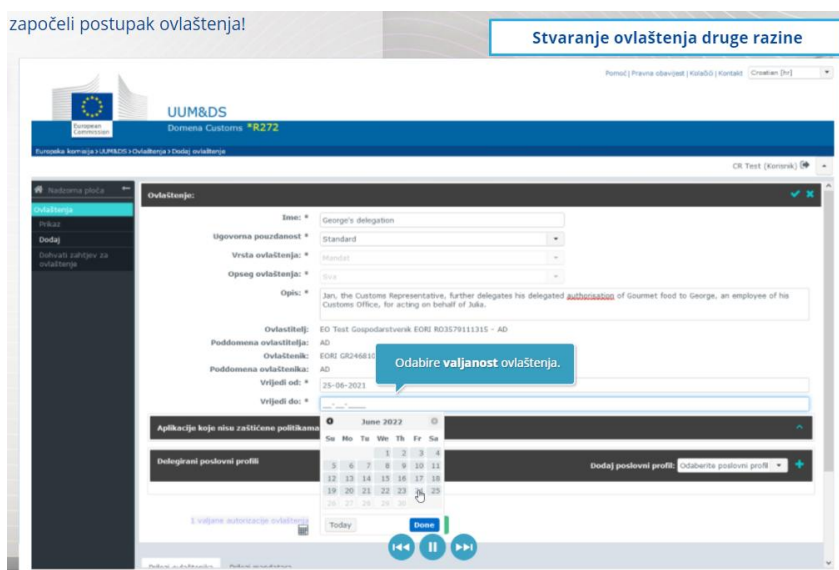 započeli postupak ovlaštenja!
Stvaranje ovlaštenja druge razine
Pomoć | Pravna obavijest | Kolačići | Kontakt Croatian [hr]
European
Commission
UUM&DS
Domena Customs *R272
Europska komisija > UUM&DS > Ovlaštenja > Dodaj ovlaštenje
CR Test (Korisnik)
Nadzorna ploča
Ovlaštenja
Prikaz
Dodaj
Dohvati zahtjev za
ovlaštenje
Ovlaštenje:
Ime: * George's delegation
Ugovorna pouzdanost * Standard
Vrsta ovlaštenja: * Mandat
Opseg ovlaštenja: * Sva
Opis: * Jan, the Customs Representative, further delegates his delegated authorisation of Gourmet food to George, an employee of his
Customs Office, for acting on behalf of Julia.
Ovlastitelj: EO Test Gospodarstvenik EORI RO3579111315 - AD
Poddomena ovlastitelja: AD
Ovlaštenik: EORI GR246810
Poddomena ovlaštenika: AD
Odabire valjanost ovlaštenja.
Vrijedi od: * 25-06-2021
Vrijedi do: * __-__-____
Aplikacije koje nisu zaštićene politikama
June 2022
Su Mo Tu We Th Fr Sa
1 2 3 4
5 6 7 8 9 10 11
12 13 14 15 16 17 18
19 20 21 22 23 24 25
26 27 28 29 30
Today Done
Delegirani poslovni profili
Dodaj poslovni profil: Odaberite poslovni profil
1 valjane autorizacije ovlaštenja